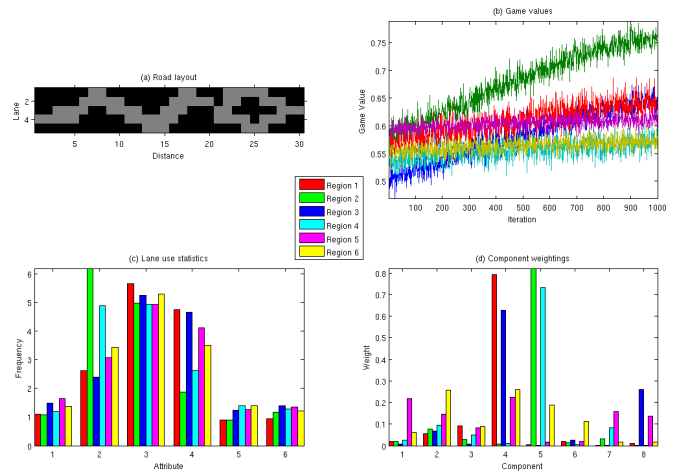 (b) Game values
0.75
0.7
0.65
0.6
0.55
0.5
Game Value
100 200 300 400 500 600 700 800 900 1000
Iteration
(a) Road layout
2
4
Lane
5 10 15 20 25 30
Distance
Region 1
Region 2
Region 3
Region 4
Region 5
Region 6
(c) Lane use statistics
6
5
4
3
2
1
0
Frequency
1 2 3 4 5 6
Attribute
(d) Component weightings
0.8
0.7
0.6
0.5
0.4
0.3
0.2
0.1
0
Weight
1 2 3 4 5 6 7 8
Component